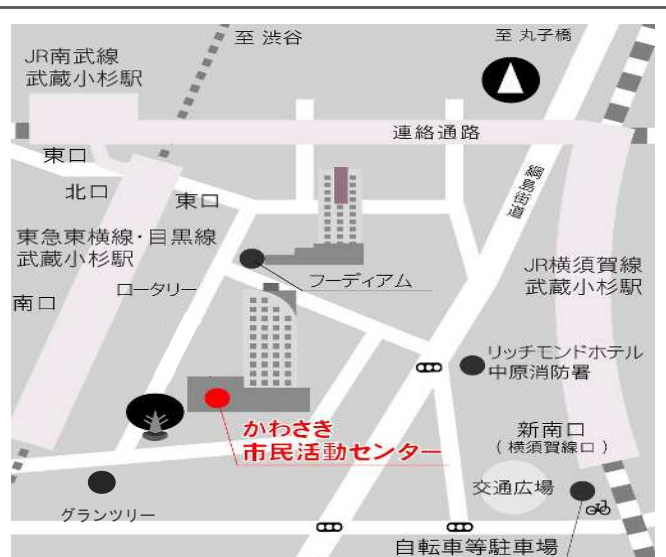 至 渋谷
至 丸子橋
JR南武線
武蔵小杉駅
連絡通路
東口
北口
東口
綱島街道
東急東横線・目黒線
武蔵小杉駅
フーディアム
JR横須賀線
武蔵小杉駅
ロータリー
南口
リッチモンドホテル
中原消防署
かわさき
市民活動センター
新南口
(横須賀線口)
交通広場
グランツリー
自転車等駐車場